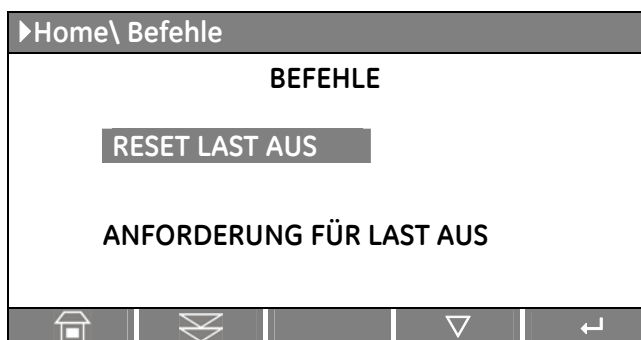 Home\ Befehle
BEFEHLE
RESET LAST AUS
ANFORDERUNG FÜR LAST AUS